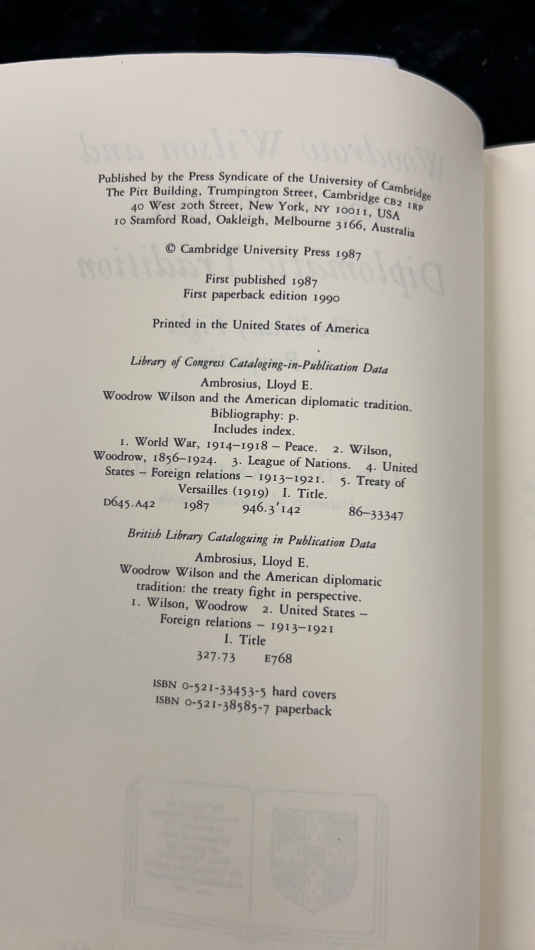 Published by the Press Syndicate of the University of Cambridge
The Pitt Building, Trumpington Street, Cambridge CB2 1RP
40 West 20th Street, New York, NY 10011, USA
10 Stamford Road, Oakleigh, Melbourne 3166, Australia
© Cambridge University Press 1987
First published 1987
First paperback edition 1990
Printed in the United States of America
Library of Congress Cataloging-in-Publication Data
Ambrosius, Lloyd E.
Woodrow Wilson and the American diplomatic tradition.
Bibliography: p.
Includes index.
1. World War, 1914–1918 – Peace. 2. Wilson,
Woodrow, 1856–1924. 3. League of Nations. 4. United
States – Foreign relations – 1913–1921. 5. Treaty of
Versailles (1919) I. Title.
D645.A42 1987 946.3′142 86–33347
British Library Cataloguing in Publication Data
Ambrosius, Lloyd E.
Woodrow Wilson and the American diplomatic
tradition: the treaty fight in perspective.
1. Wilson, Woodrow 2. United States –
Foreign relations – 1913–1921
I. Title
327.73 E768
ISBN 0-521-33453-5 hard covers
ISBN 0-521-38585-7 paperback